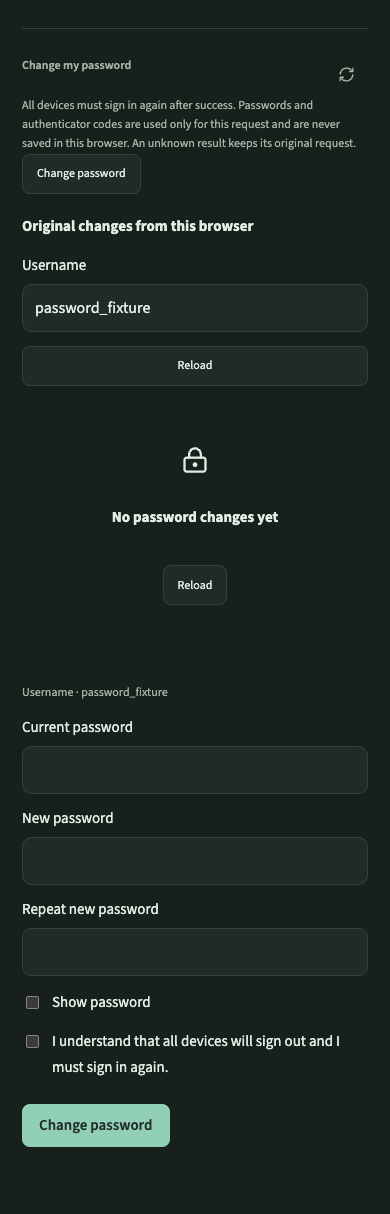 Change my password
All devices must sign in again after success. Passwords and
authenticator codes are used only for this request and are never
saved in this browser. An unknown result keeps its original request.
Change password
Original changes from this browser
Username
password_fixture
Reload
No password changes yet
Reload
Username · password_fixture
Current password
New password
Repeat new password
Show password
I understand that all devices will sign out and I
must sign in again.
Change password